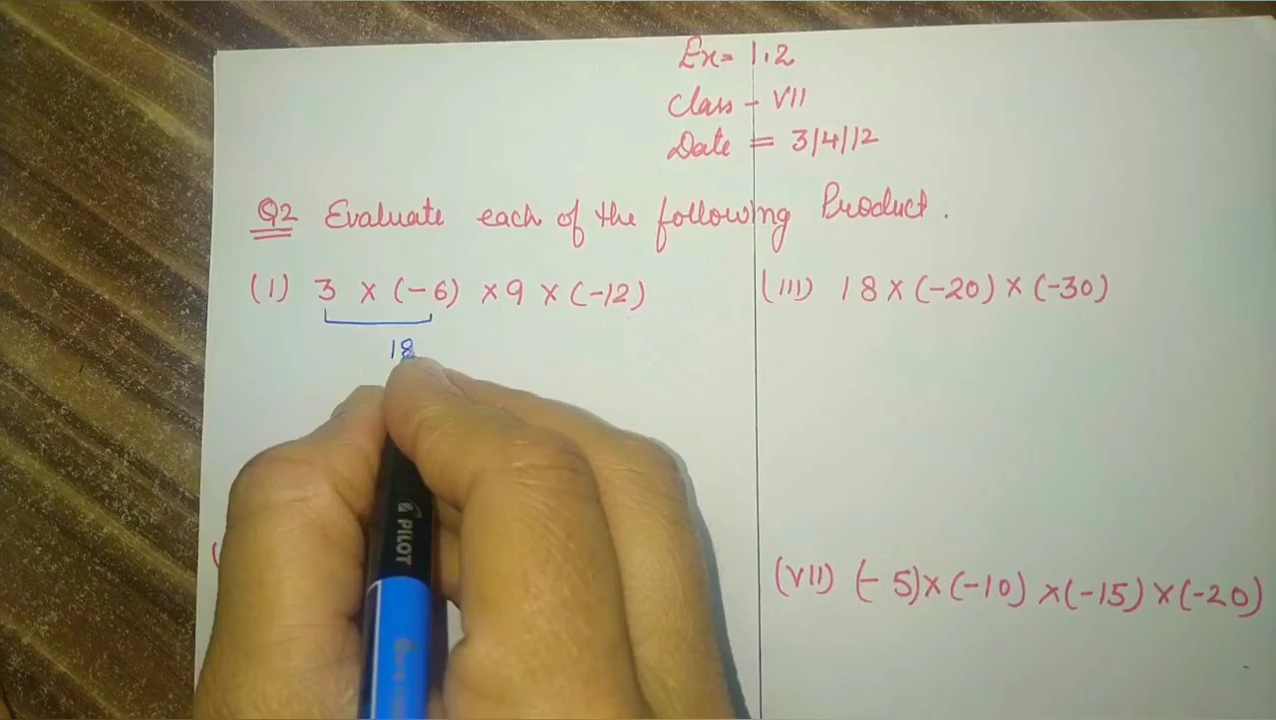 Ex= 1.2
Class - VII
Date = 3/4/12
Q2 Evaluate each of the following Product.
(I) 3 × (-6) × 9 × (-12)
18
(III) 18 × (-20) × (-30)
(VII) (-5) × (-10) × (-15) × (-20)
PILOT